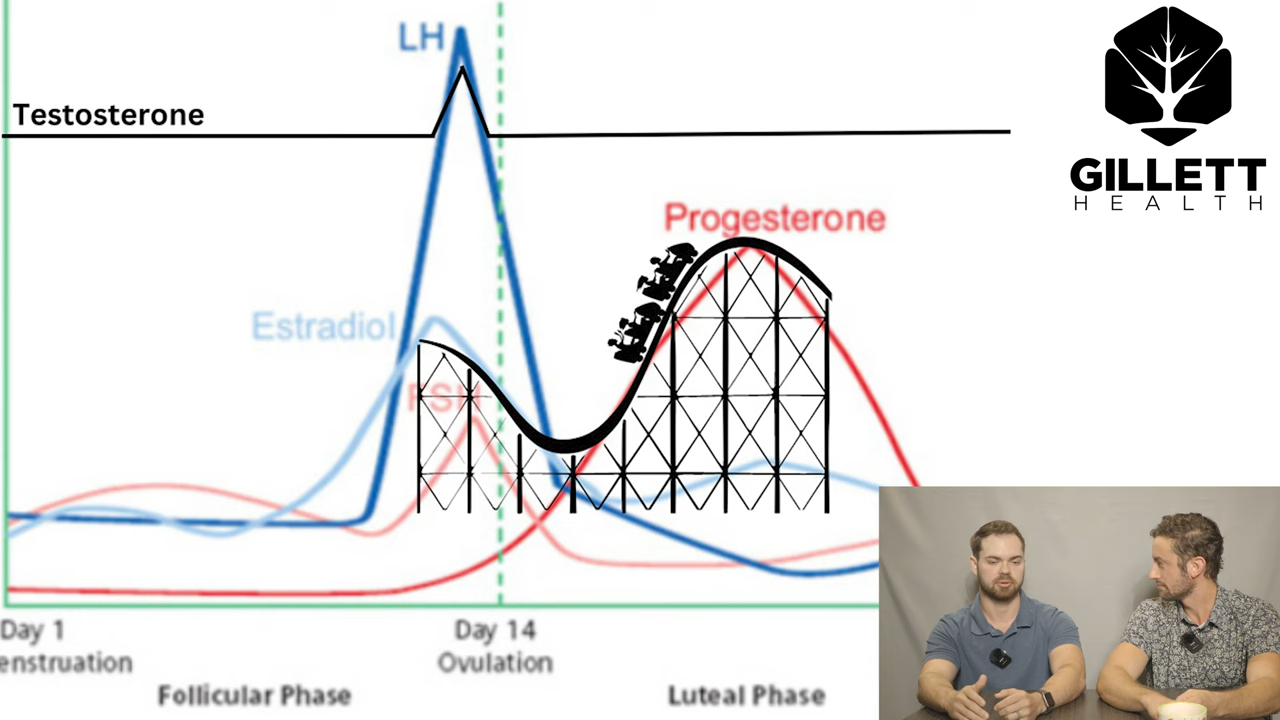 LH
Testosterone
Progesterone
Estradiol
FSH
Day 1
enstruation
Day 14
Ovulation
Follicular Phase
Luteal Phase
GILLETT
HEALTH